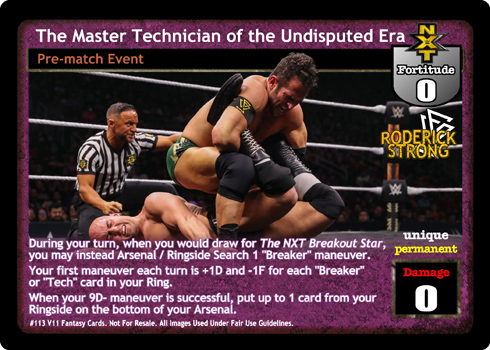 The Master Technician of the Undisputed Era
NXT
Pre-match Event
Fortitude
0
RODERICK
STRONG
During your turn, when you would draw for The NXT Breakout Star,
you may instead Arsenal / Ringside Search 1 "Breaker" maneuver.
unique
permanent
Your first maneuver each turn is +1D and -1F for each "Breaker"
or "Tech" card in your Ring.
Damage
0
When your 9D- maneuver is successful, put up to 1 card from your
Ringside on the bottom of your Arsenal.
#113 V11 Fantasy Cards. Not For Resale. All Images Used Under Fair Use Guidelines.